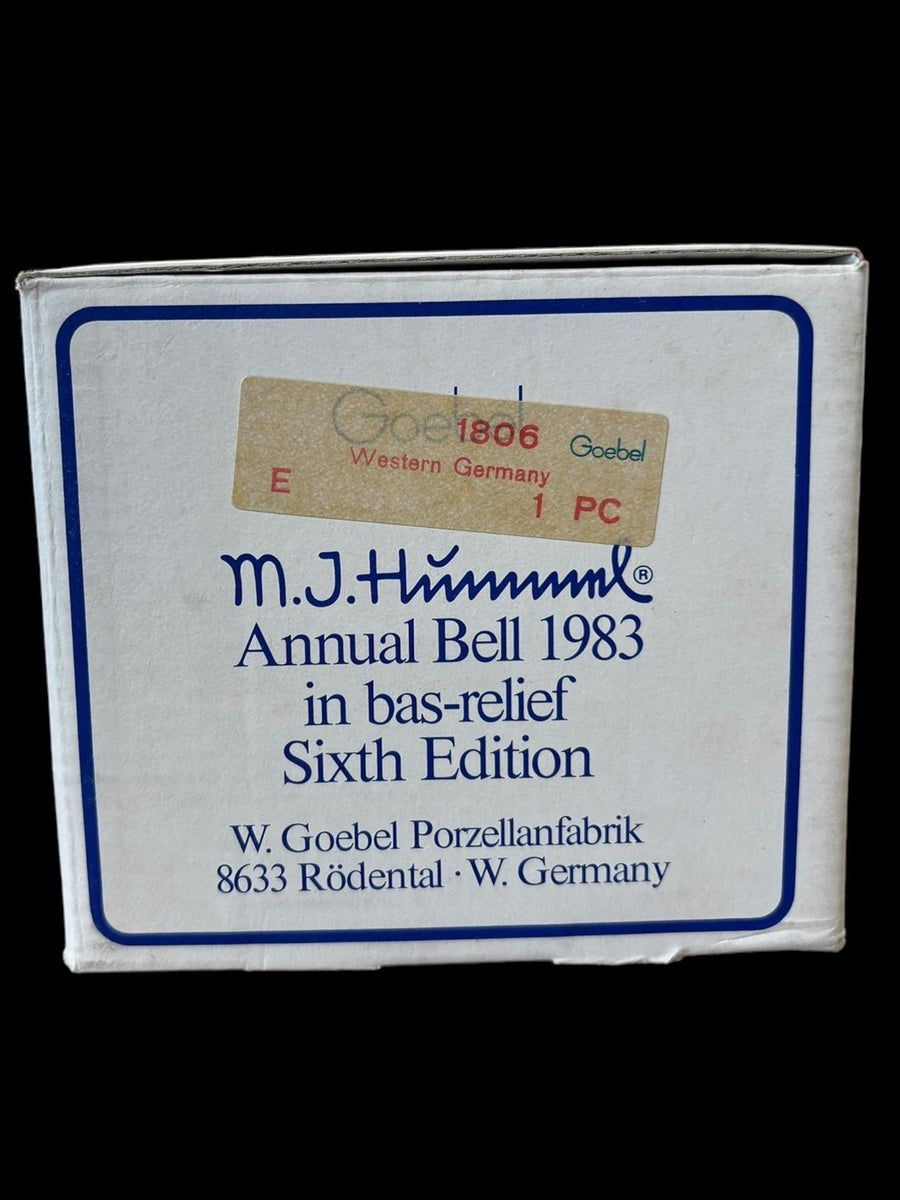 Goebel
1806 Goebel
Western Germany
E 1 PC
M.J.Hummel®
Annual Bell 1983
in bas-relief
Sixth Edition
W. Goebel Porzellanfabrik
8633 Rödental · W. Germany